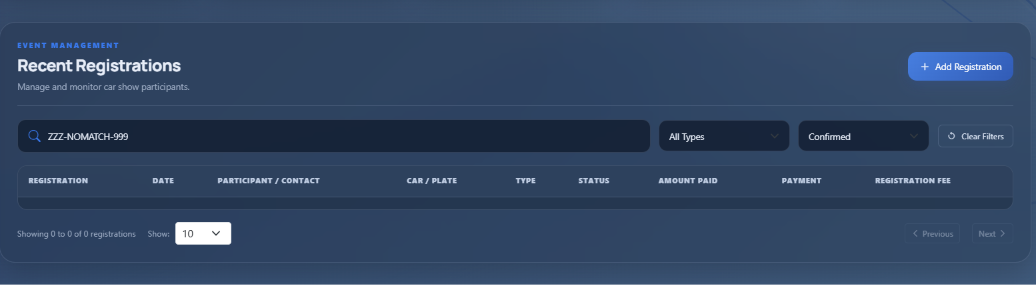 EVENT MANAGEMENT
Recent Registrations
Manage and monitor car show participants.
+ Add Registration
ZZZ-NOMATCH-999
All Types
Confirmed
Clear Filters
REGISTRATION DATE PARTICIPANT / CONTACT CAR / PLATE TYPE STATUS AMOUNT PAID PAYMENT REGISTRATION FEE
Showing 0 to 0 of 0 registrations Show: 10 Previous Next